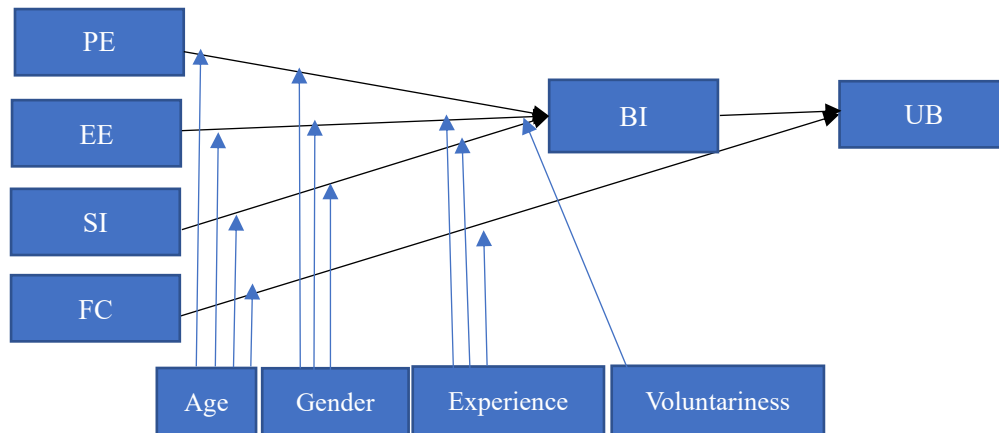 PE
EE
SI
FC
BI
UB
Age
Gender
Experience
Voluntariness